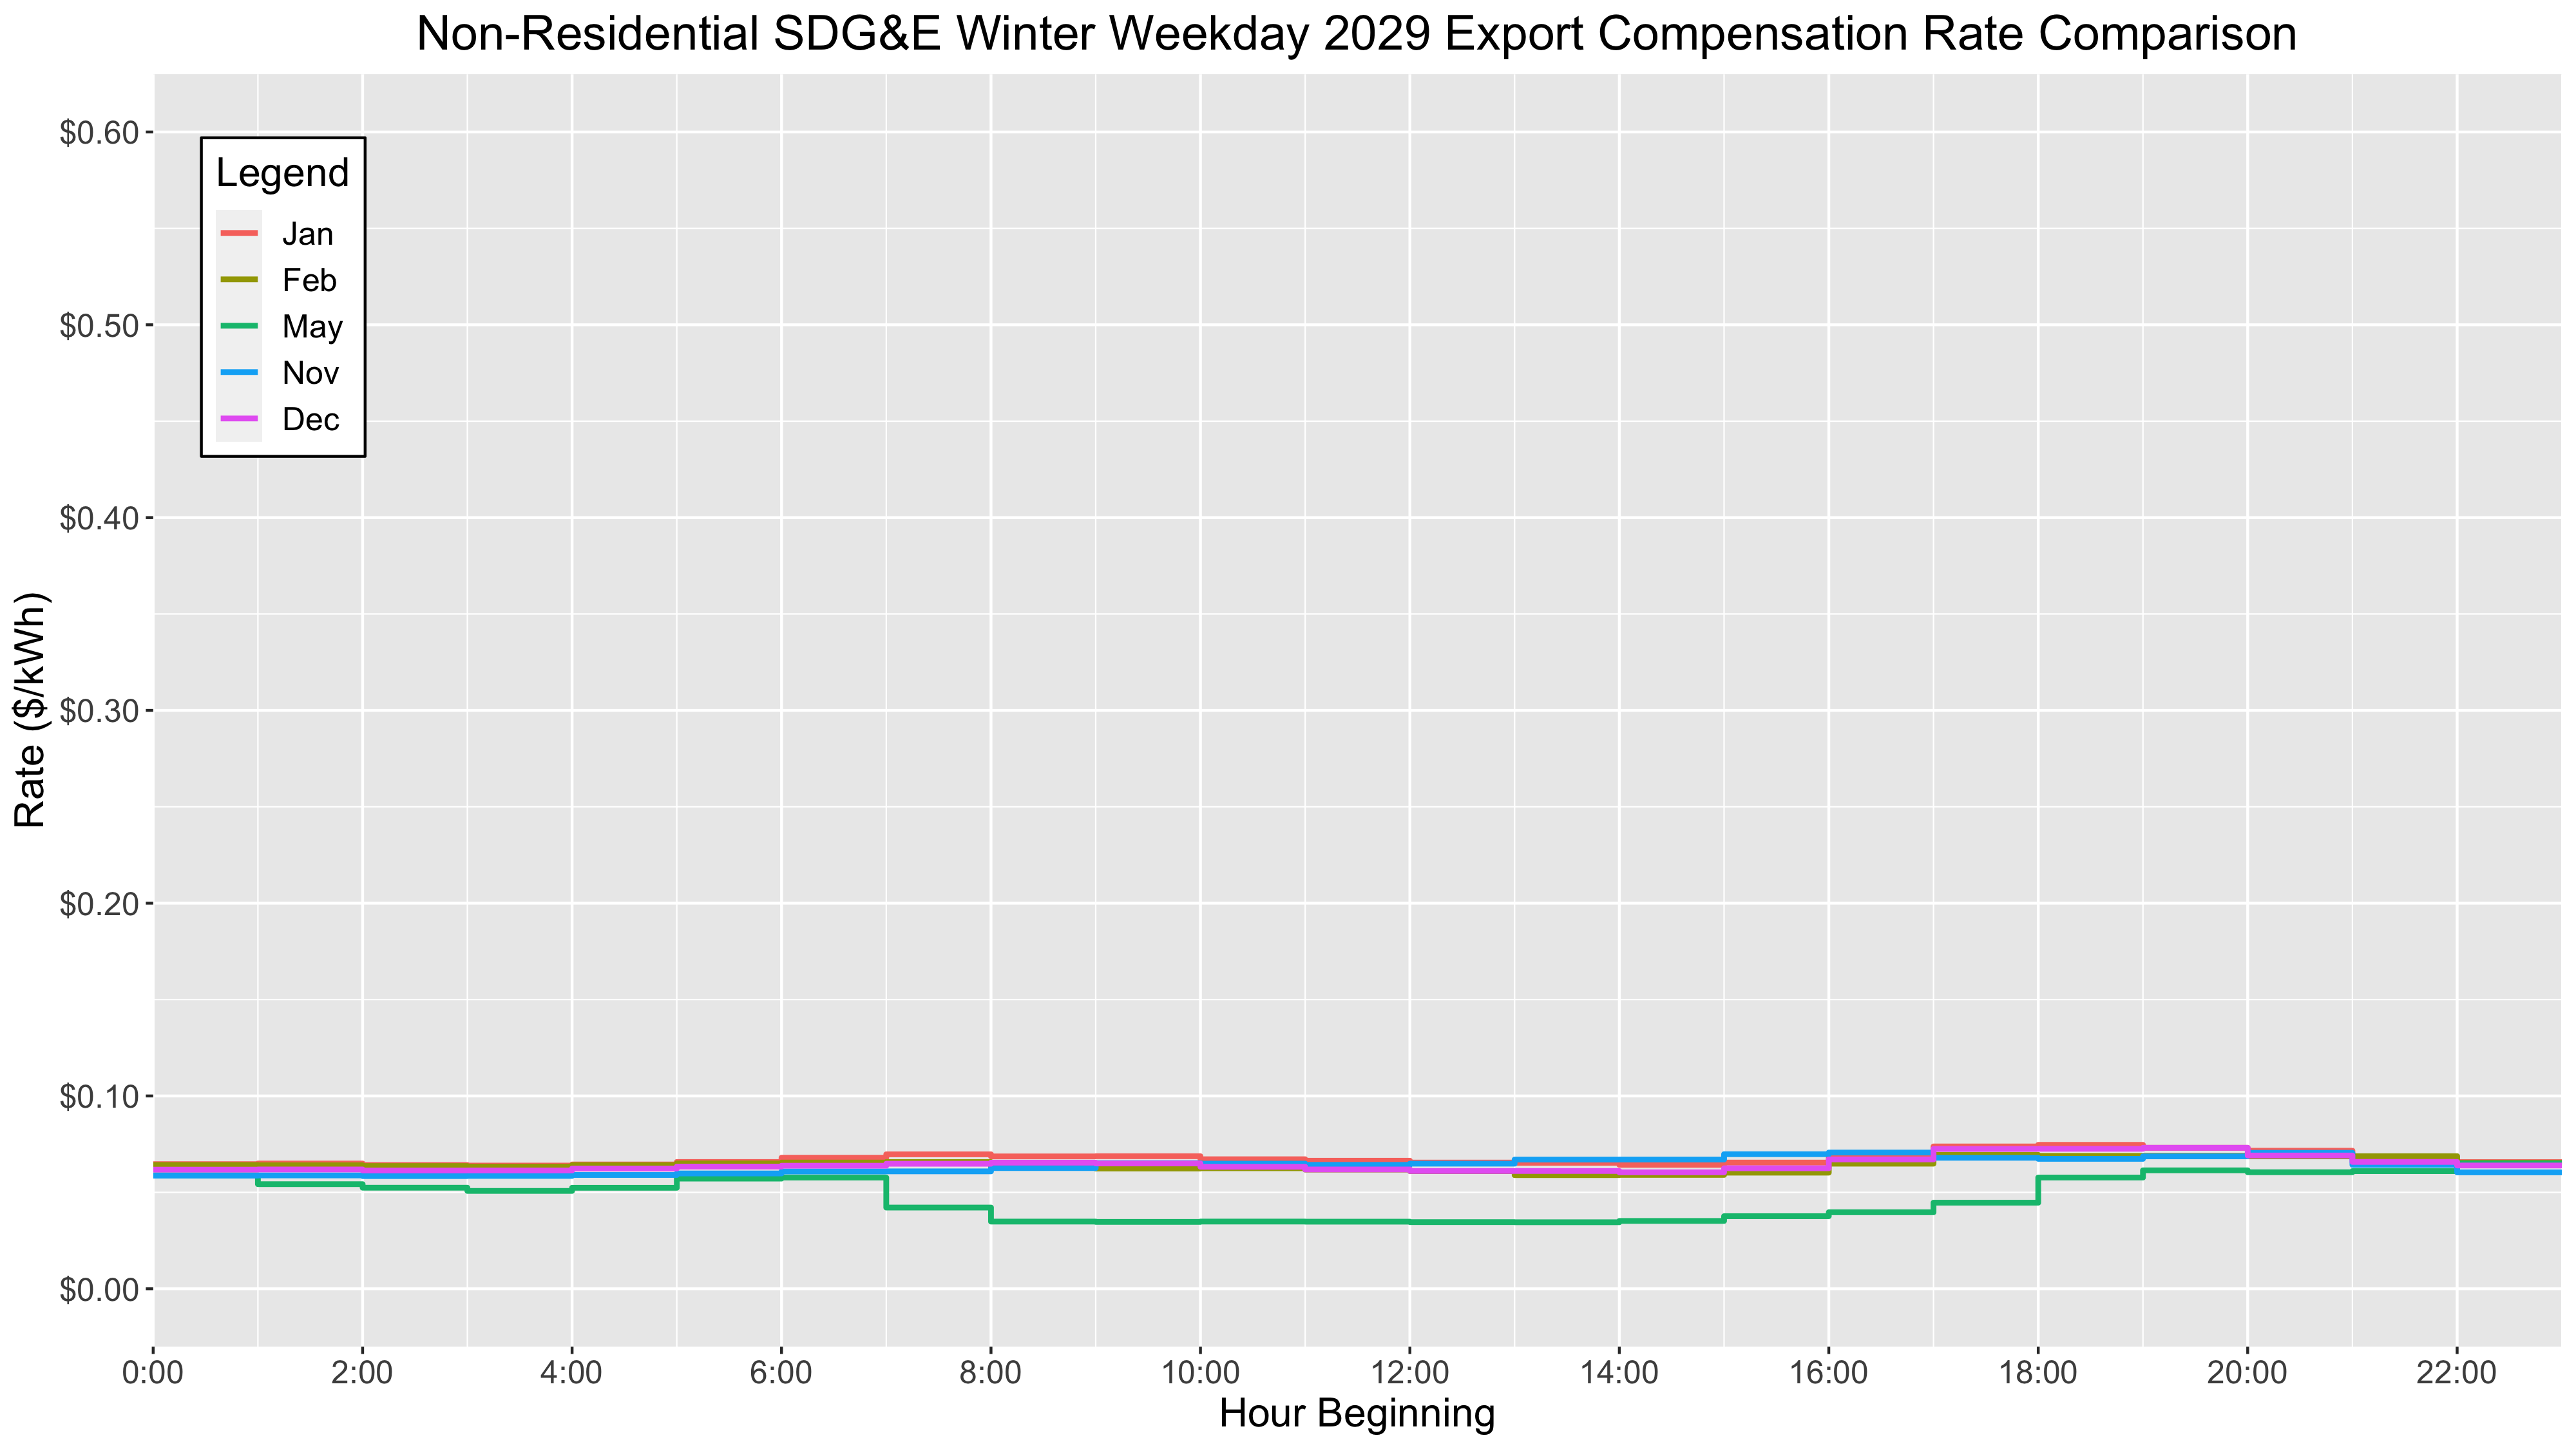 Non-Residential SDG&E Winter Weekday 2029 Export Compensation Rate Comparison
$0.60
$0.50
$0.40
$0.30
$0.20
$0.10
$0.00
Rate ($/kWh)
Legend
Jan
Feb
May
Nov
Dec
0:00 2:00 4:00 6:00 8:00 10:00 12:00 14:00 16:00 18:00 20:00 22:00
Hour Beginning